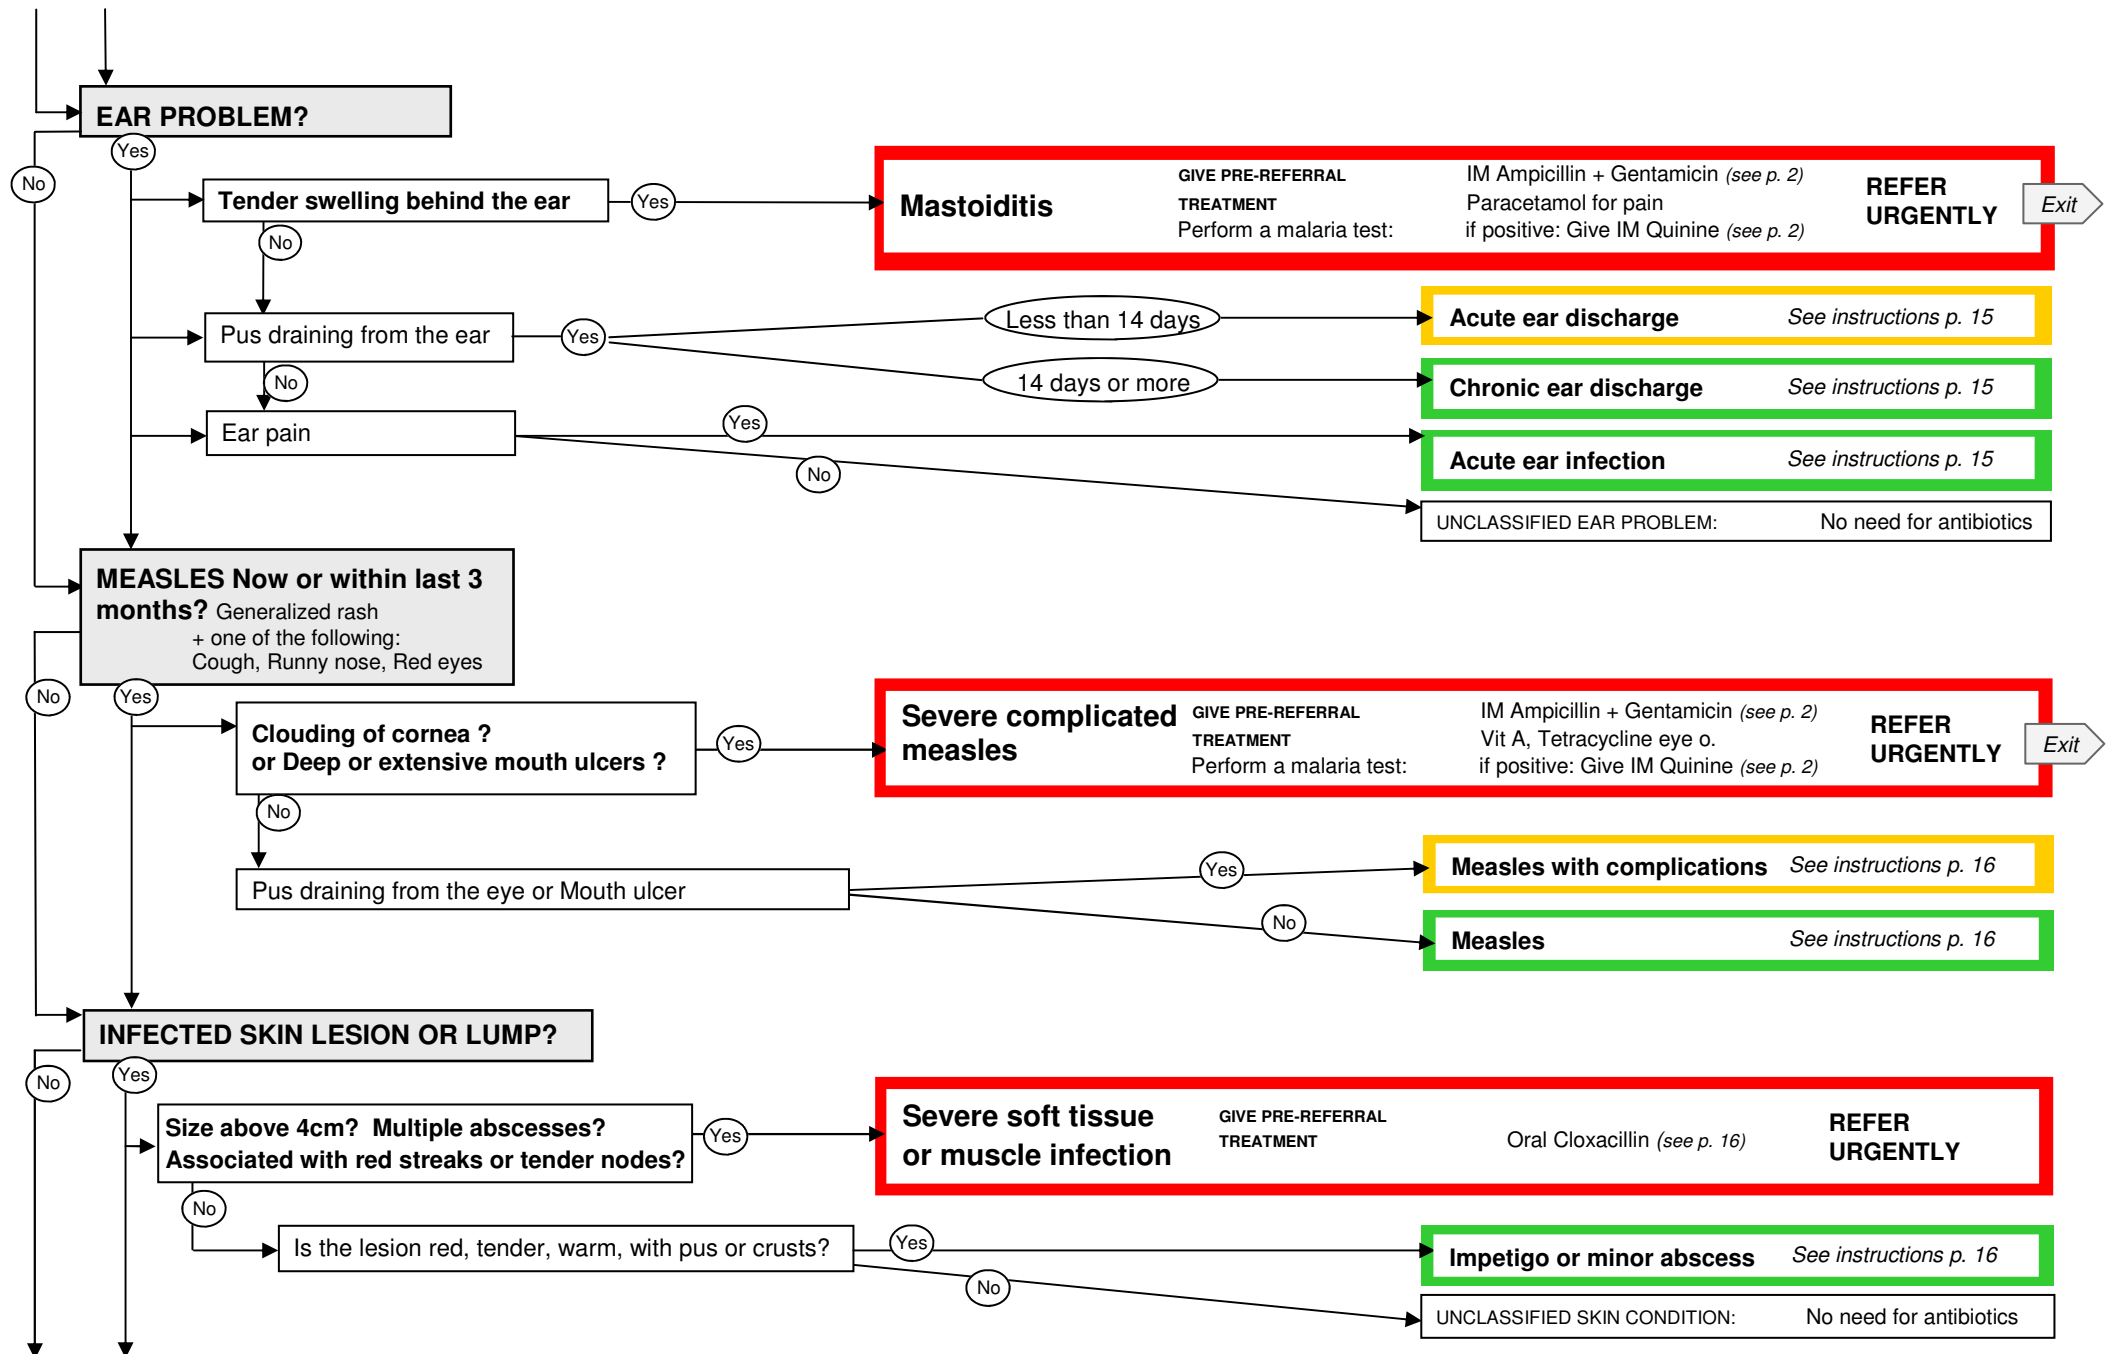 EAR PROBLEM?
Yes
No
Tender swelling behind the ear
Yes
No
Mastoiditis
GIVE PRE-REFERRAL
TREATMENT
Perform a malaria test:
IM Ampicillin + Gentamicin (see p. 2)
Paracetamol for pain
if positive: Give IM Quinine (see p. 2)
REFER
URGENTLY
Exit
Pus draining from the ear
Yes
No
Less than 14 days
Acute ear discharge See instructions p. 15
14 days or more
Chronic ear discharge See instructions p. 15
Ear pain
Yes
Acute ear infection See instructions p. 15
No
UNCLASSIFIED EAR PROBLEM: No need for antibiotics
MEASLES Now or within last 3
months? Generalized rash
+ one of the following:
Cough, Runny nose, Red eyes
No
Yes
Clouding of cornea ?
or Deep or extensive mouth ulcers ?
Yes
No
Severe complicated
measles
GIVE PRE-REFERRAL
TREATMENT
Perform a malaria test:
IM Ampicillin + Gentamicin (see p. 2)
Vit A, Tetracycline eye o.
if positive: Give IM Quinine (see p. 2)
REFER
URGENTLY
Exit
Pus draining from the eye or Mouth ulcer
Yes
Measles with complications See instructions p. 16
No
Measles See instructions p. 16
INFECTED SKIN LESION OR LUMP?
No
Yes
Size above 4cm? Multiple abscesses?
Associated with red streaks or tender nodes?
Yes
No
Severe soft tissue
or muscle infection
GIVE PRE-REFERRAL
TREATMENT
Oral Cloxacillin (see p. 16)
REFER
URGENTLY
Is the lesion red, tender, warm, with pus or crusts?
Yes
Impetigo or minor abscess See instructions p. 16
No
UNCLASSIFIED SKIN CONDITION: No need for antibiotics